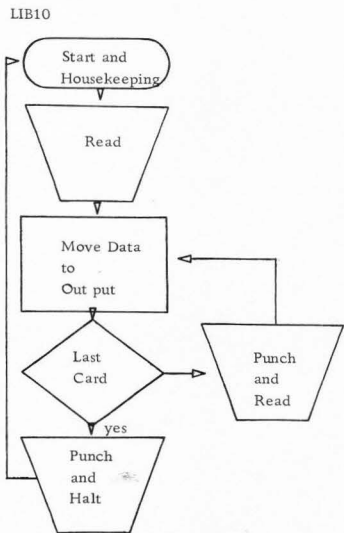 LIB10
Start and
Housekeeping
Read
Move Data
to
Out put
Last
Card
Punch
and
Read
yes
Punch
and
Halt